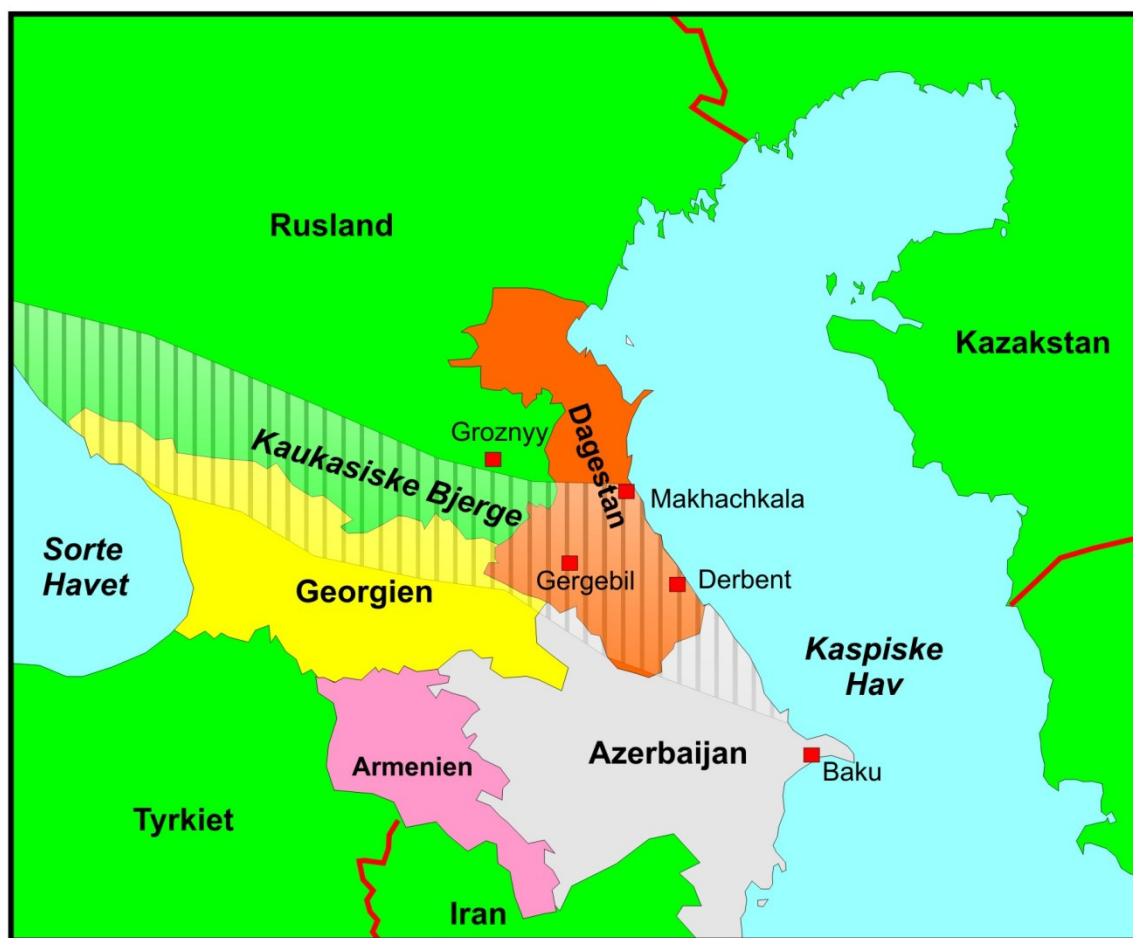 Rusland
Kazakstan
Dagestan
Groznyy
Kaukasiske Bjerge
Makhachkala
Sorte
Havet
Georgien
Gergebil
Derbent
Kaspiske
Hav
Azerbaijan
Armenien
Baku
Tyrkiet
Iran